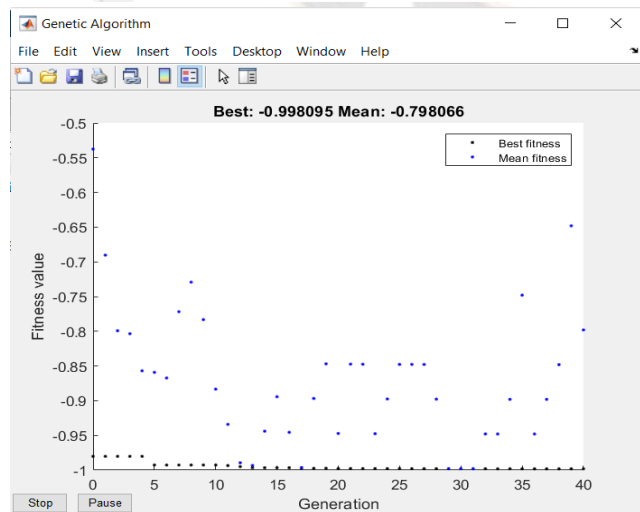 Genetic Algorithm
File Edit View Insert Tools Desktop Window Help
Best: -0.998095 Mean: -0.798066
Best fitness
Mean fitness
-0.5
-0.55
-0.6
-0.65
-0.7
-0.75
-0.8
-0.85
-0.9
-0.95
-1
Fitness value
0 5 10 15 20 25 30 35 40
Generation
Stop Pause